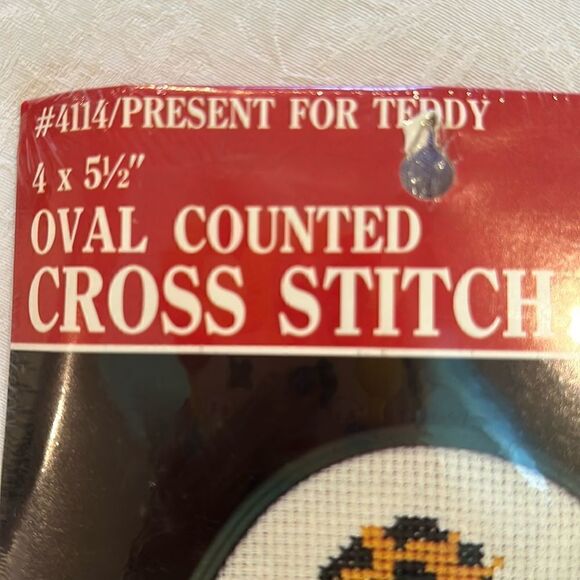 #4114/PRESENT FOR TEDDY
4 x 5½"
OVAL COUNTED
CROSS STITCH